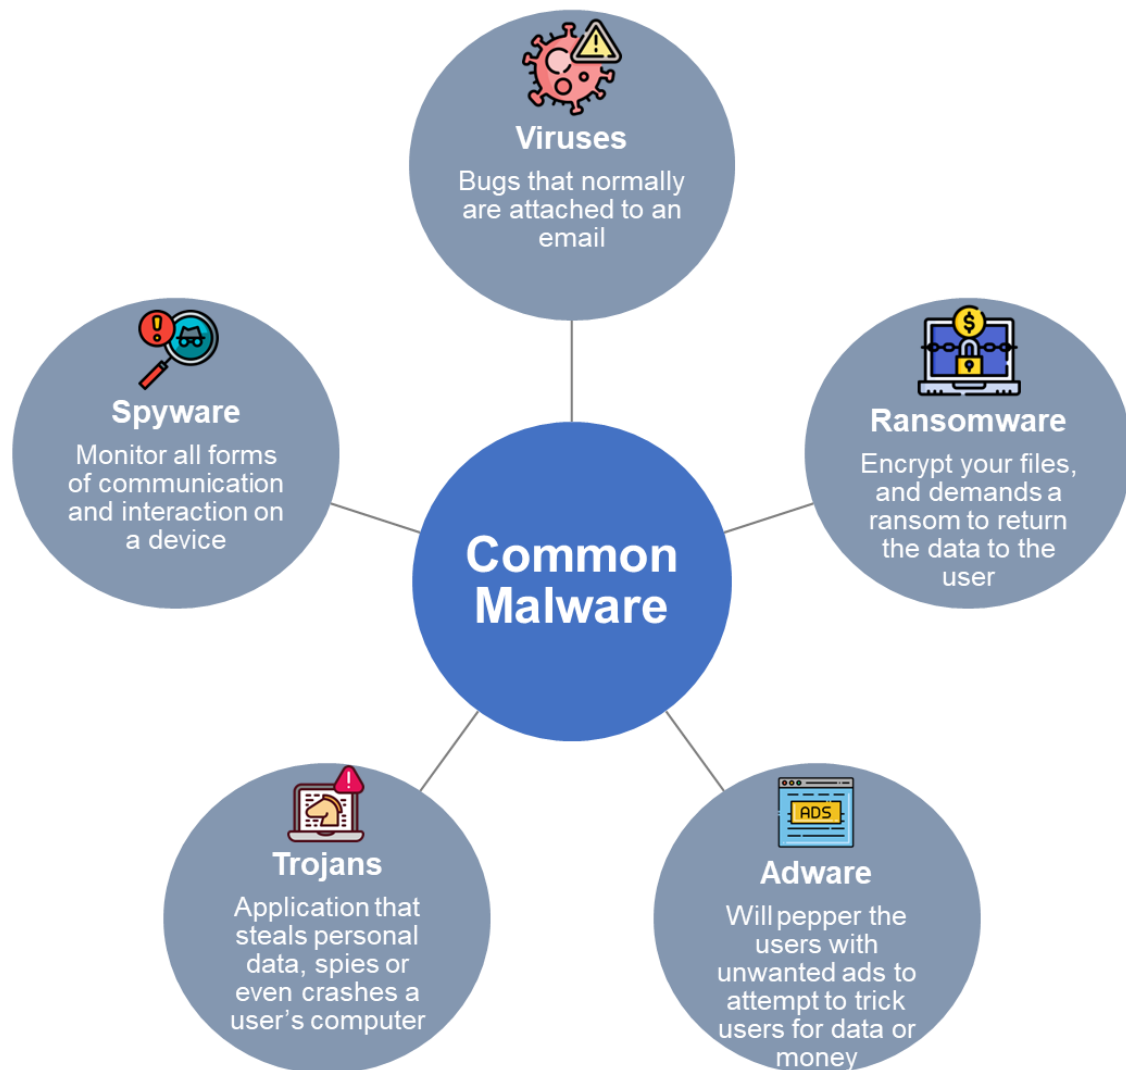 Viruses
Bugs that normally
are attached to an
email
Spyware
Monitor all forms
of communication
and interaction on
a device
$
Ransomware
Encrypt your files,
and demands a
ransom to return
the data to the
user
Common
Malware
Trojans
Application that
steals personal
data, spies or
even crashes a
user’s computer
ADS
Adware
Will pepper the
users with
unwanted ads to
attempt to trick
users for data or
money